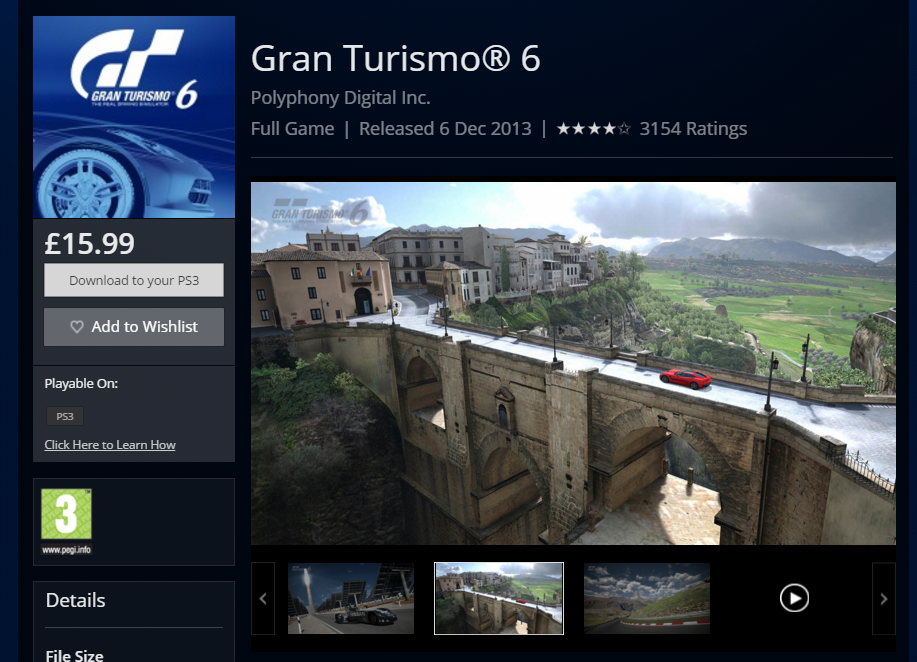 GRAN TURISMO 6
THE REAL DRIVING SIMULATOR
Gran Turismo® 6
Polyphony Digital Inc.
Full Game | Released 6 Dec 2013 | ★★★★☆ 3154 Ratings
£15.99
Download to your PS3
♡ Add to Wishlist
Playable On:
PS3
Click Here to Learn How
GRAN TURISMO 6
3
www.pegi.info
Details
File Size